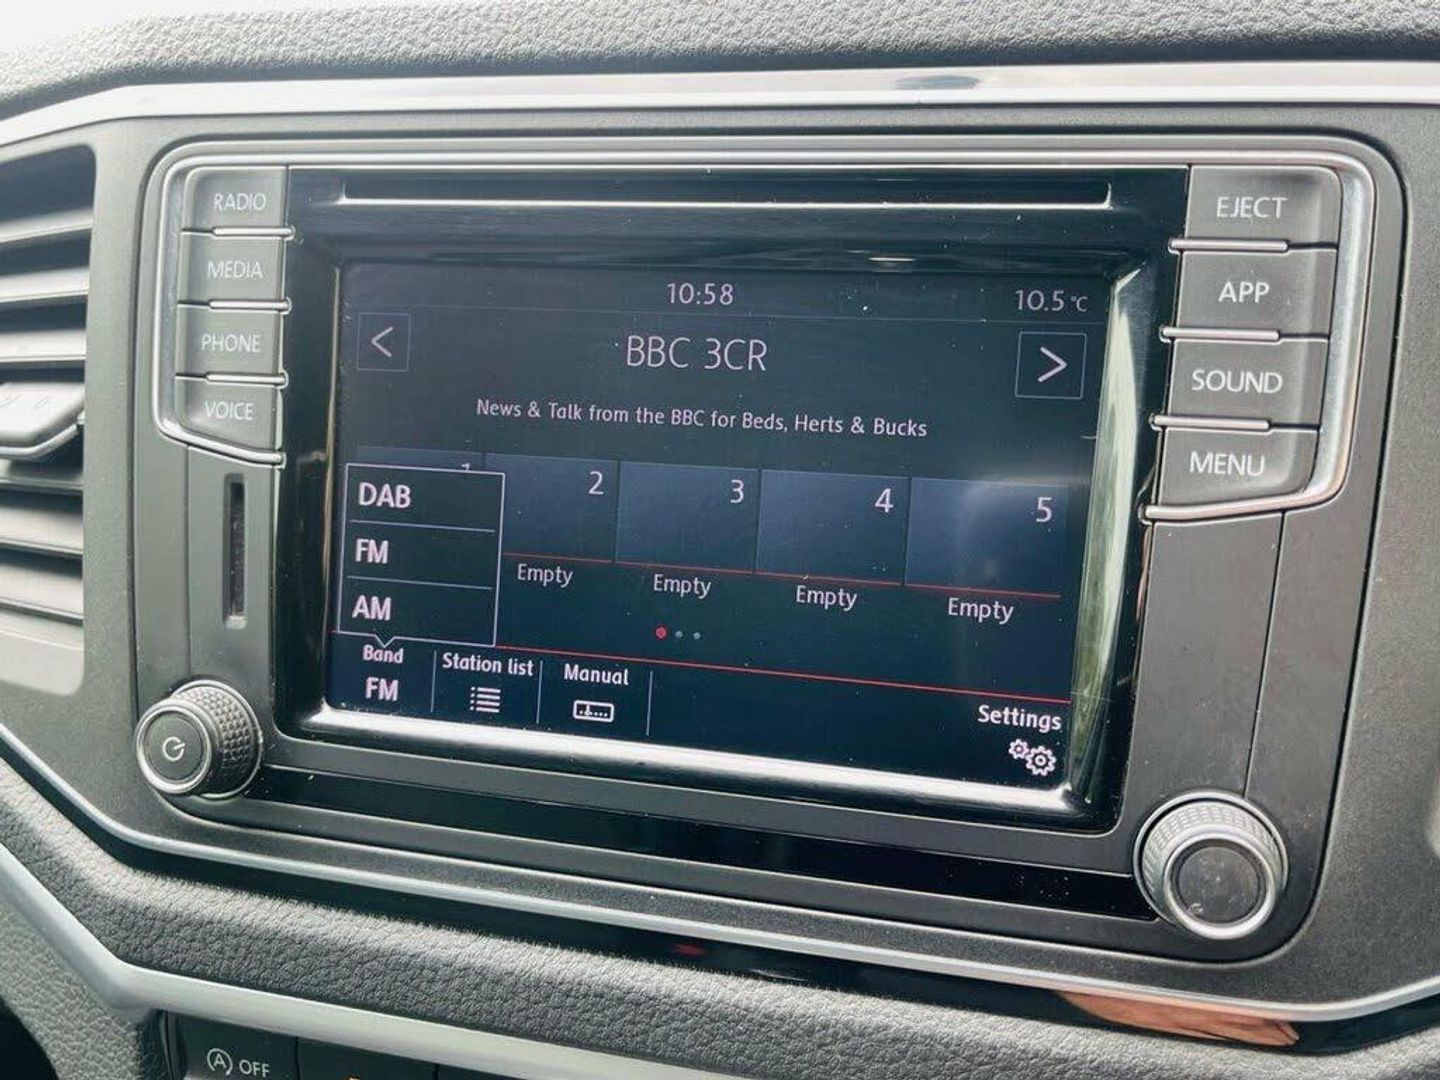 RADIO
MEDIA
PHONE
VOICE
EJECT
APP
SOUND
MENU
10:58
10.5°C
<
BBC 3CR
>
News & Talk from the BBC for Beds, Herts & Bucks
1
2
3
4
5
DAB
FM
AM
Empty
Empty
Empty
Empty
Band
FM
Station list
Manual
Settings
A OFF